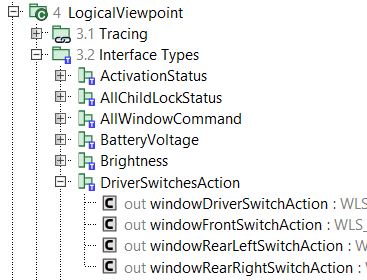 4 LogicalViewpoint
3.1 Tracing
3.2 Interface Types
ActivationStatus
AllChildLockStatus
AllWindowCommand
BatteryVoltage
Brightness
DriverSwitchesAction
out windowDriverSwitchAction : WLS
out windowFrontSwitchAction : WLS_
out windowRearLeftSwitchAction : W
out windowRearRightSwitchAction :